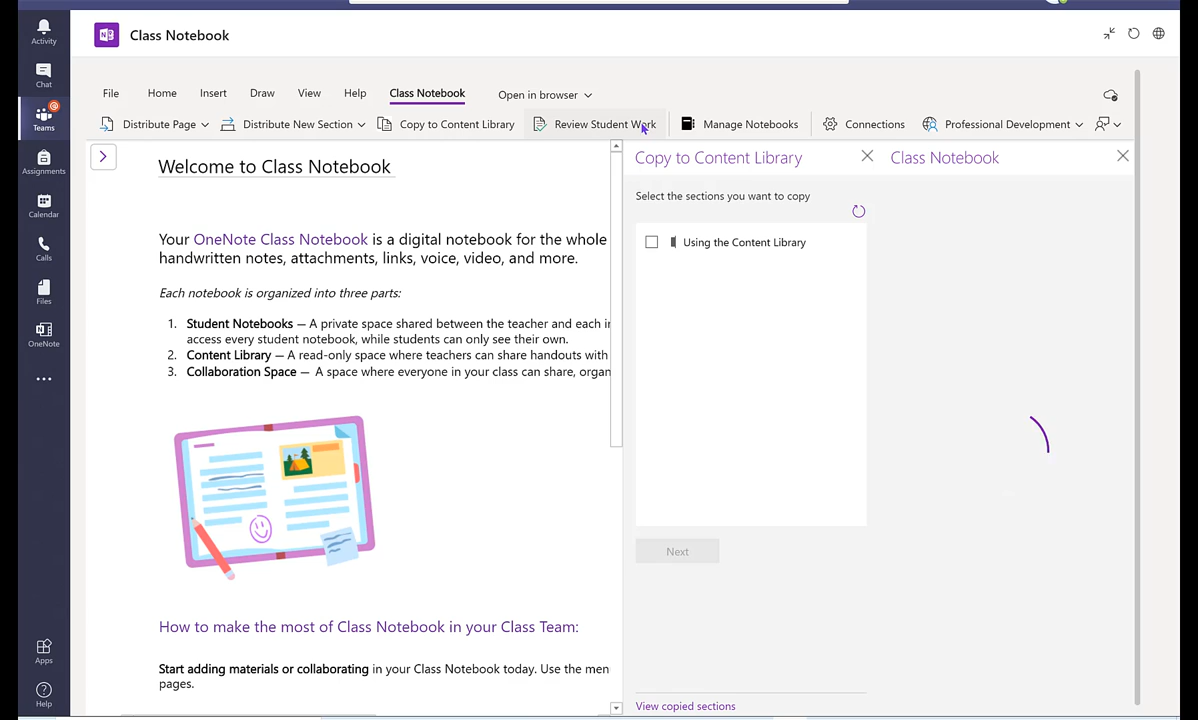 Activity
Chat
Teams
Assignments
Calendar
Calls
Files
OneNote
Apps
Help
Class Notebook
File Home Insert Draw View Help Class Notebook Open in browser
Distribute Page Distribute New Section Copy to Content Library Review Student Work Manage Notebooks Connections Professional Development
Welcome to Class Notebook
Your OneNote Class Notebook is a digital notebook for the whole
handwritten notes, attachments, links, voice, video, and more.
Each notebook is organized into three parts:
1. Student Notebooks — A private space shared between the teacher and each i
access every student notebook, while students can only see their own.
2. Content Library — A read-only space where teachers can share handouts with
3. Collaboration Space — A space where everyone in your class can share, organ
How to make the most of Class Notebook in your Class Team:
Start adding materials or collaborating in your Class Notebook today. Use the men
pages.
Copy to Content Library
Select the sections you want to copy
Using the Content Library
Next
View copied sections
Class Notebook